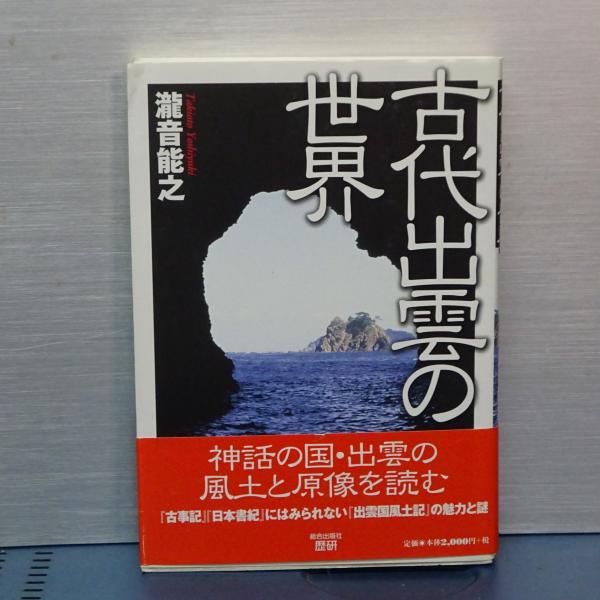 古代出雲の
世界
瀧音能之
Takioto Yoshiyuki
神話の国・出雲の
風土と原像を読む
『古事記』『日本書紀』にはみられない『出雲国風土記』の魅力と謎
総合出版社
歴研
定価*本体2,000円+税